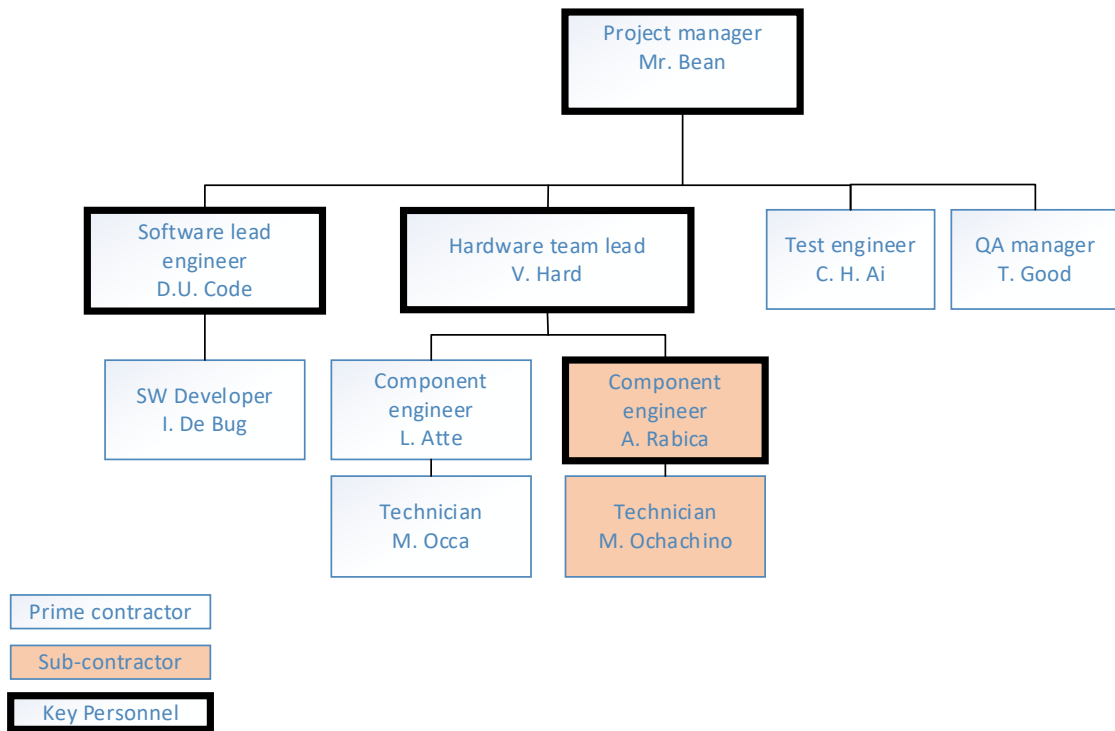 Project manager
Mr. Bean
Software lead
engineer
D.U. Code
Hardware team lead
V. Hard
Test engineer
C. H. Ai
QA manager
T. Good
SW Developer
I. De Bug
Component
engineer
L. Atte
Component
engineer
A. Rabica
Technician
M. Occa
Technician
M. Ochachino
Prime contractor
Sub-contractor
Key Personnel